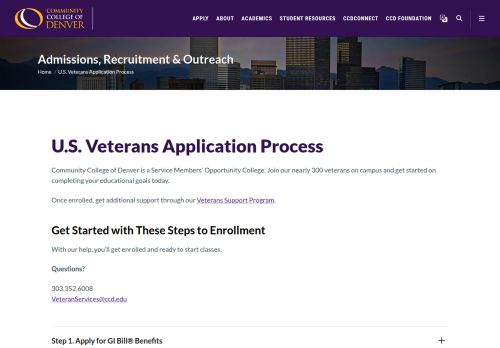 COMMUNITY
COLLEGE OF
DENVER
APPLY ABOUT ACADEMICS STUDENT RESOURCES CCDCONNECT CCD FOUNDATION
Admissions, Recruitment & Outreach
Home / U.S. Veterans Application Process
U.S. Veterans Application Process
Community College of Denver is a Service Members' Opportunity College. Join our nearly 300 veterans on campus and get started on
completing your educational goals today.
Once enrolled, get additional support through our Veterans Support Program.
Get Started with These Steps to Enrollment
With our help, you'll get enrolled and ready to start classes.
Questions?
303.352.6008
VeteranServices@ccd.edu
Step 1. Apply for GI Bill® Benefits